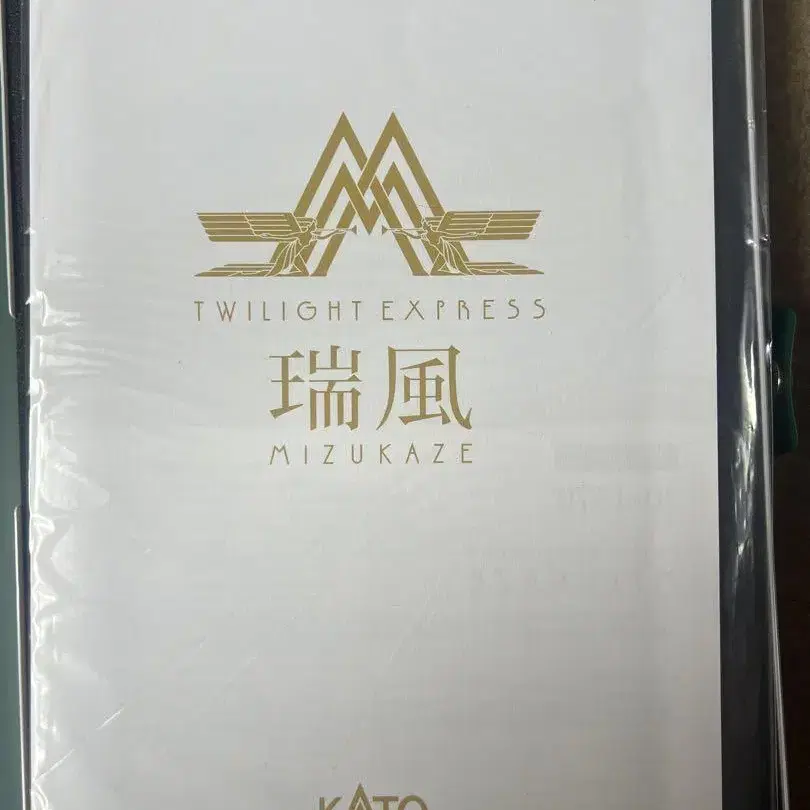 TWILIGHT EXPRESS
瑞風
MIZUKAZE
KATO